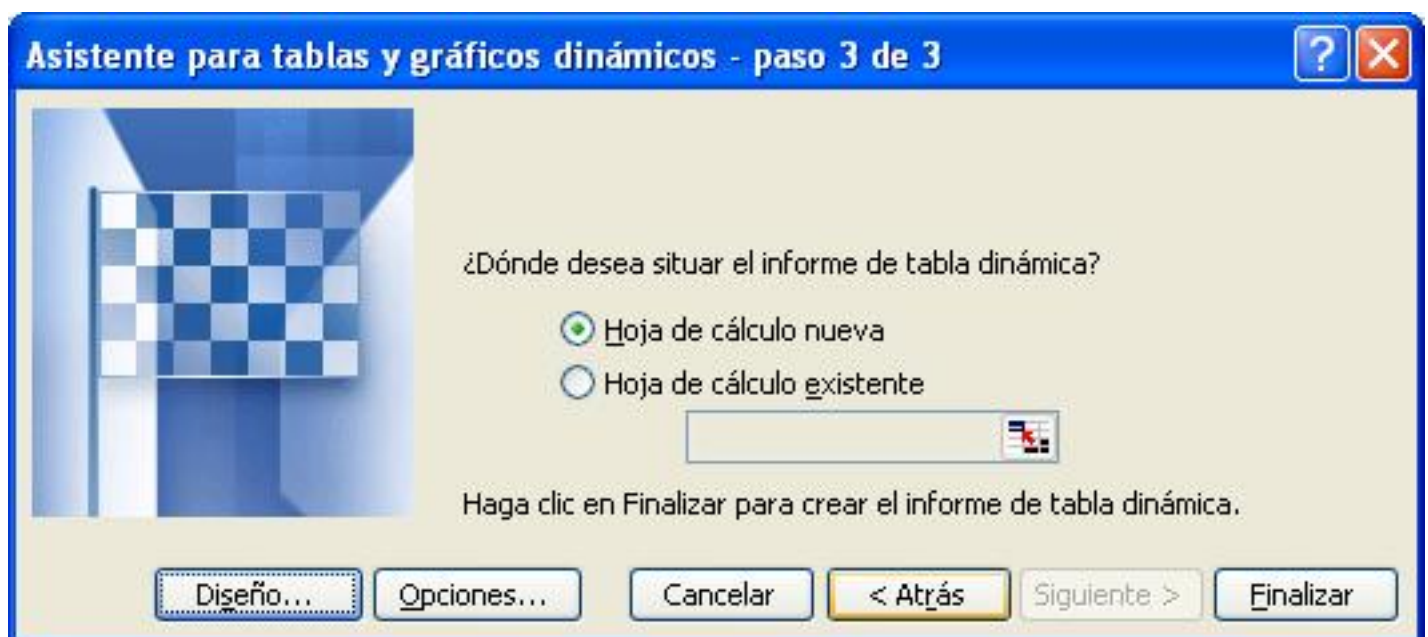 Asistente para tablas y gráficos dinámicos - paso 3 de 3
¿Dónde desea situar el informe de tabla dinámica?
Hoja de cálculo nueva
Hoja de cálculo existente
Haga clic en Finalizar para crear el informe de tabla dinámica.
Diseño... Opciones... Cancelar < Atrás Siguiente > Finalizar